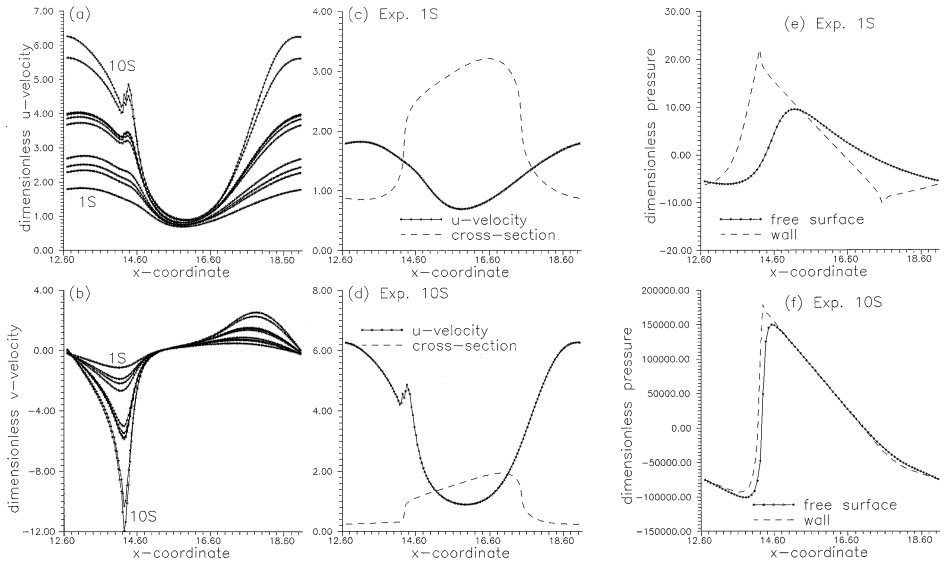 (a)
7.00
6.00
5.00
4.00
3.00
2.00
1.00
0.00
dimensionless u-velocity
10S
1S
12.60
14.60
16.60
18.60
x-coordinate
(c) Exp. 1S
4.00
3.00
2.00
1.00
0.00
u-velocity
cross-section
12.60
14.60
16.60
18.60
x-coordinate
(e) Exp 1S
30.00
20.00
10.00
0.00
-10.00
-20.00
dimensionless pressure
free surface
wall
12.60
14.60
16.60
18.60
x-coordinate
(b)
4.00
0.00
-4.00
-8.00
-12.00
dimensionless v-velocity
1S
10S
12.60
14.60
16.60
18.60
x-coordinate
(d) Exp. 10S
8.00
6.00
4.00
2.00
0.00
u-velocity
cross-section
12.60
14.60
16.60
18.60
x-coordinate
(f) Exp. 10S
200000.00
150000.00
100000.00
50000.00
0.00
-50000.00
-100000.00
-150000.00
dimensionless pressure
free surface
wall
12.60
14.60
16.60
18.60
x-coordinate